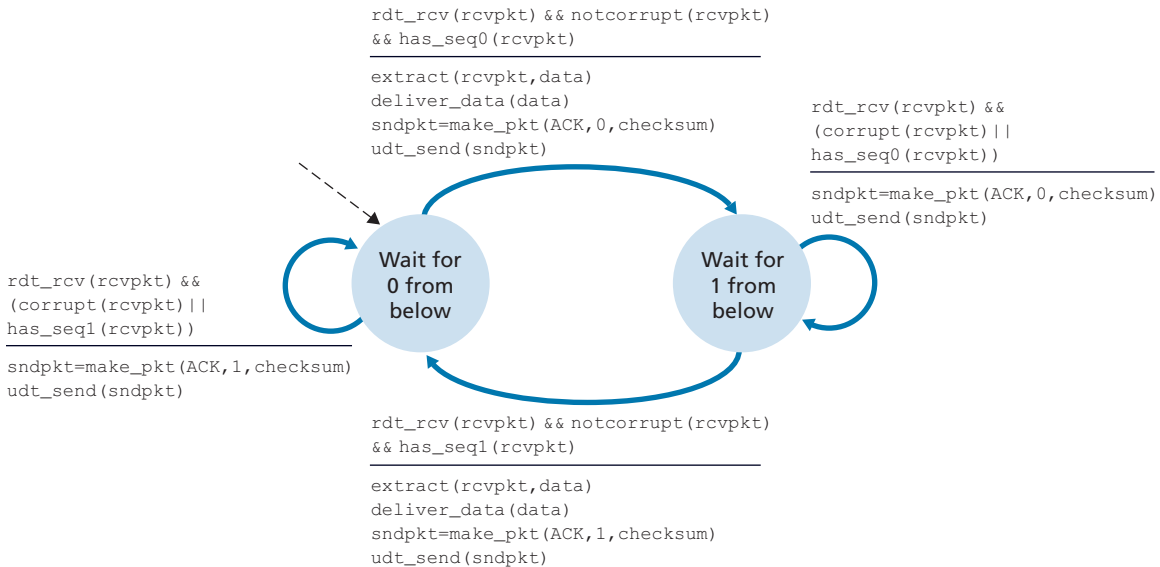 rdt_rcv(rcvpkt) && notcorrupt(rcvpkt)
&& has_seq0(rcvpkt)
extract(rcvpkt,data)
deliver_data(data)
sndpkt=make_pkt(ACK,0,checksum)
udt_send(sndpkt)
rdt_rcv(rcvpkt) &&
(corrupt(rcvpkt)||
has_seq0(rcvpkt))
sndpkt=make_pkt(ACK,0,checksum)
udt_send(sndpkt)
Wait for
0 from
below
Wait for
1 from
below
rdt_rcv(rcvpkt) &&
(corrupt(rcvpkt)||
has_seq1(rcvpkt))
sndpkt=make_pkt(ACK,1,checksum)
udt_send(sndpkt)
rdt_rcv(rcvpkt) && notcorrupt(rcvpkt)
&& has_seq1(rcvpkt)
extract(rcvpkt,data)
deliver_data(data)
sndpkt=make_pkt(ACK,1,checksum)
udt_send(sndpkt)